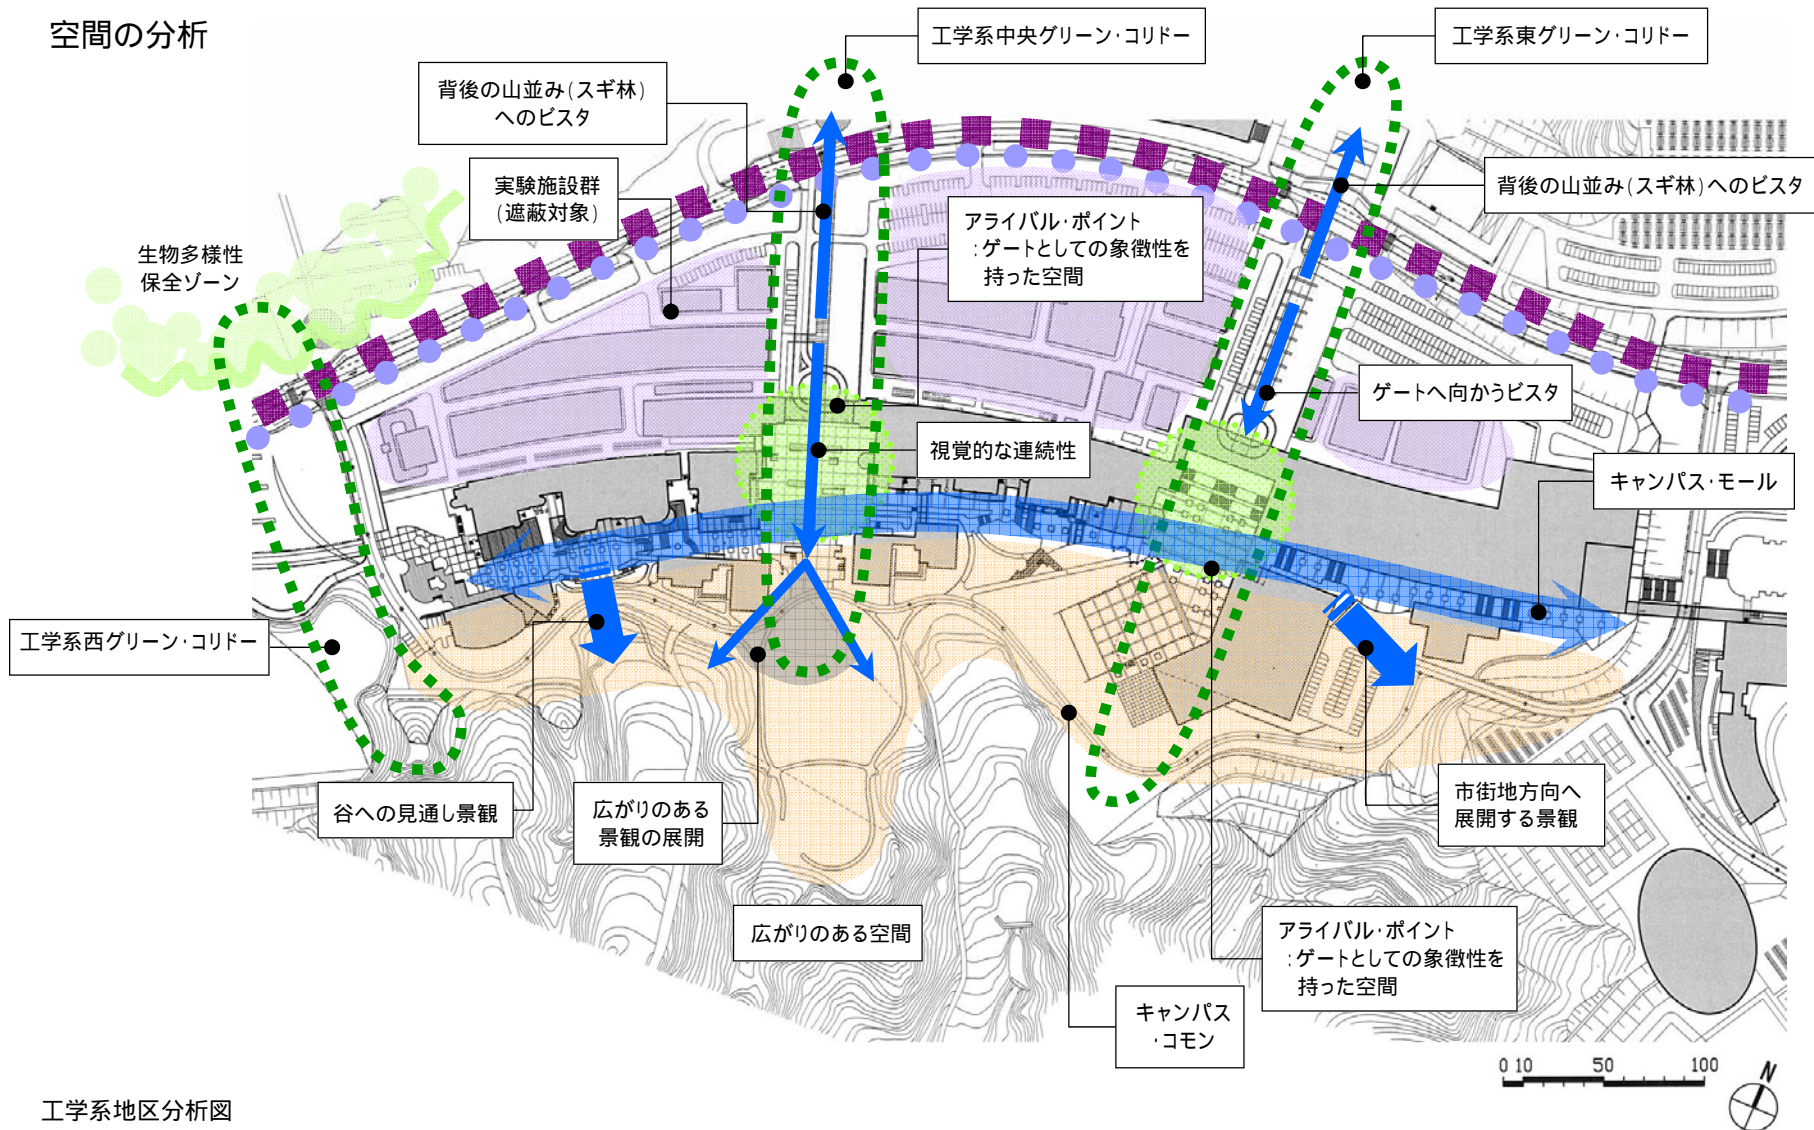 空間の分析
工学系中央グリーン・コリドー
工学系東グリーン・コリドー
背後の山並み(スギ林)
へのビスタ
実験施設群
(遮蔽対象)
アライバル・ポイント
:ゲートとしての象徴性を
持った空間
背後の山並み(スギ林)へのビスタ
生物多様性
保全ゾーン
ゲートへ向かうビスタ
視覚的な連続性
キャンパス・モール
工学系西グリーン・コリドー
谷への見通し景観
広がりのある
景観の展開
市街地方向へ
展開する景観
広がりのある空間
アライバル・ポイント
:ゲートとしての象徴性を
持った空間
キャンパス
・コモン
0 10 50 100
N
工学系地区分析図